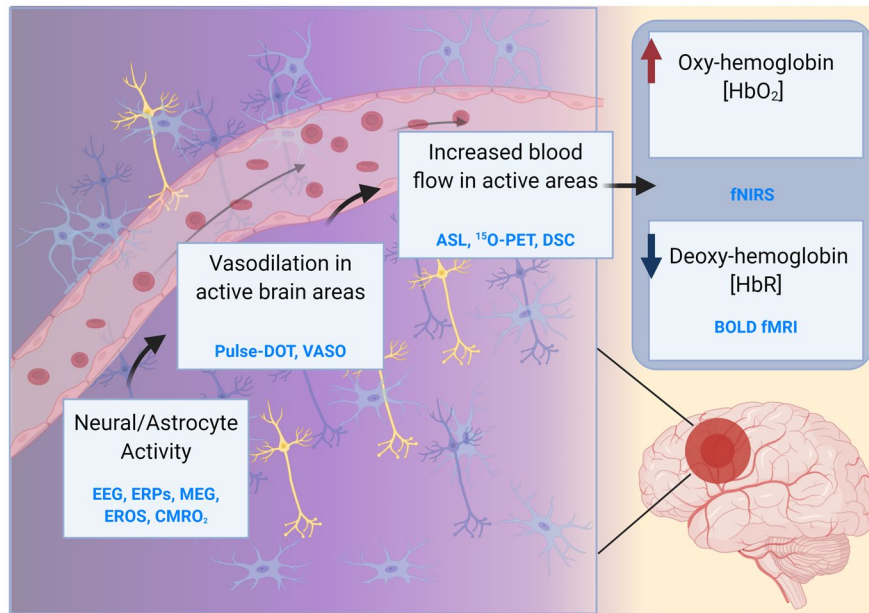 Neural/Astrocyte
Activity
EEG, ERPs, MEG,
EROS, CMRO₂
Vasodilation in
active brain areas
Pulse-DOT, VASO
Increased blood
flow in active areas
ASL, ¹⁵O-PET, DSC
Oxy-hemoglobin
[HbO₂]
fNIRS
Deoxy-hemoglobin
[HbR]
BOLD fMRI